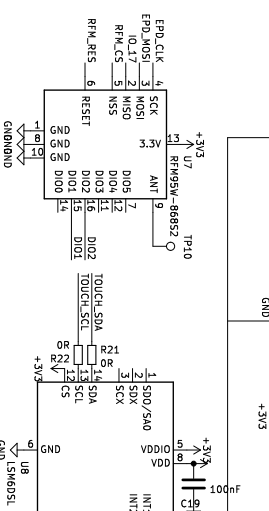 RFM_RES
RFM_CS
IO_17
EPD_MOSI
EPD_CLK
6
5
2
3
4
RESET
NSS
MISO
MOSI
SCK
1
GND
8
GND
10
GND
GND
GND
GND
3.3V
13
+3V3
U7
RFM95W-868S2
ANT
9
TP10
DIO0
DIO1
DIO2
DIO3
DIO4
DIO5
14
15
16
11
12
7
DIO1
DIO2
TOUCH_SCL
TOUCH_SDA
0R
R22
R21
0R
+3V3
12
13
14
3
2
1
CS
SCL
SDA
SCX
SDX
SDO/SA0
GND
6
GND
U8
LSM6DSL
VDDIO
5
+3V3
VDD
8
100nF
C19
GND
+3V3